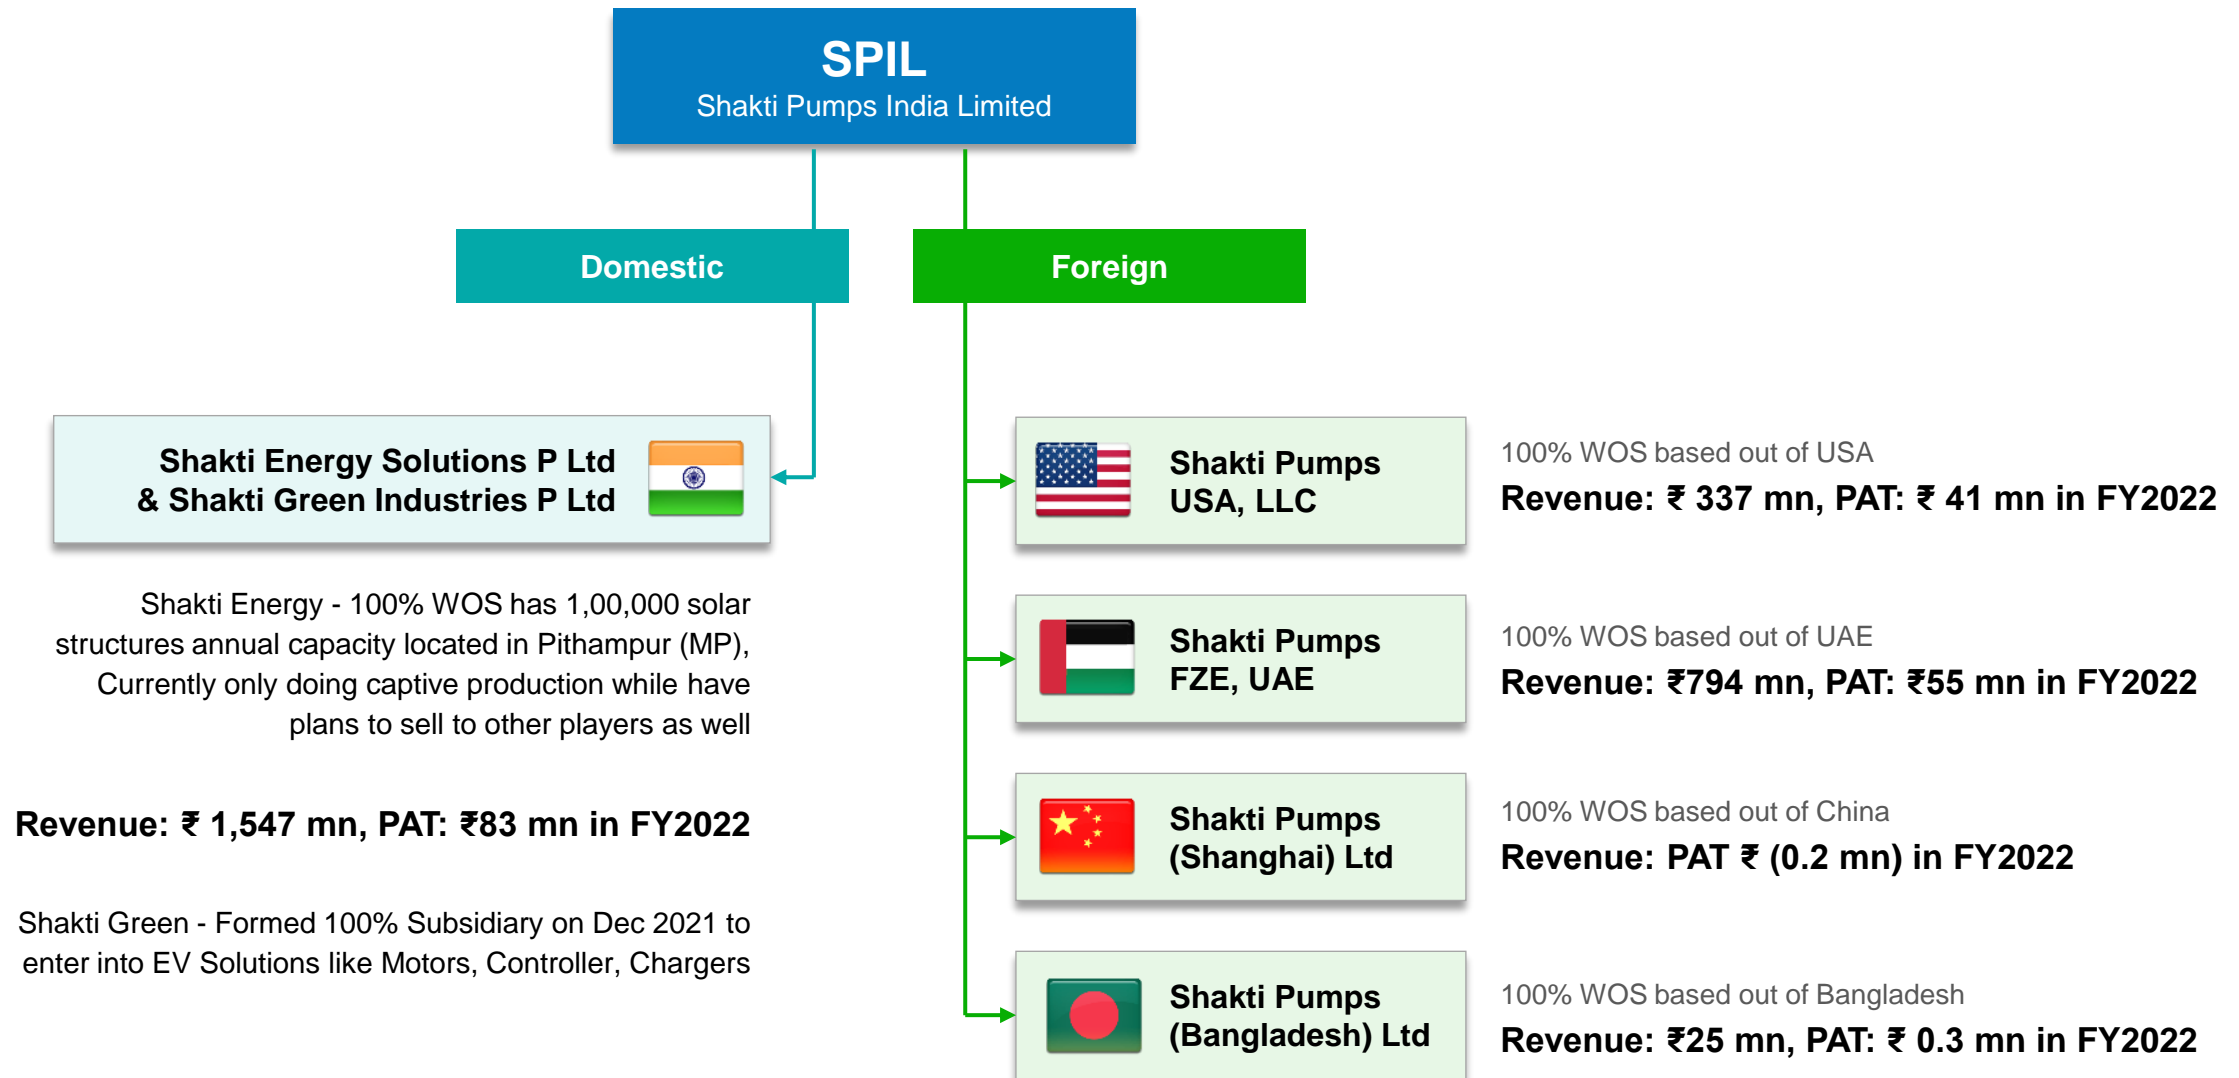 SPIL
Shakti Pumps India Limited
Domestic
Foreign
Shakti Energy Solutions P Ltd
& Shakti Green Industries P Ltd
Shakti Energy - 100% WOS has 1,00,000 solar
structures annual capacity located in Pithampur (MP),
Currently only doing captive production while have
plans to sell to other players as well
Revenue: ₹ 1,547 mn, PAT: ₹83 mn in FY2022
Shakti Green - Formed 100% Subsidiary on Dec 2021 to
enter into EV Solutions like Motors, Controller, Chargers
Shakti Pumps
USA, LLC
100% WOS based out of USA
Revenue: ₹ 337 mn, PAT: ₹ 41 mn in FY2022
Shakti Pumps
FZE, UAE
100% WOS based out of UAE
Revenue: ₹794 mn, PAT: ₹55 mn in FY2022
Shakti Pumps
(Shanghai) Ltd
100% WOS based out of China
Revenue: PAT ₹ (0.2 mn) in FY2022
Shakti Pumps
(Bangladesh) Ltd
100% WOS based out of Bangladesh
Revenue: ₹25 mn, PAT: ₹ 0.3 mn in FY2022